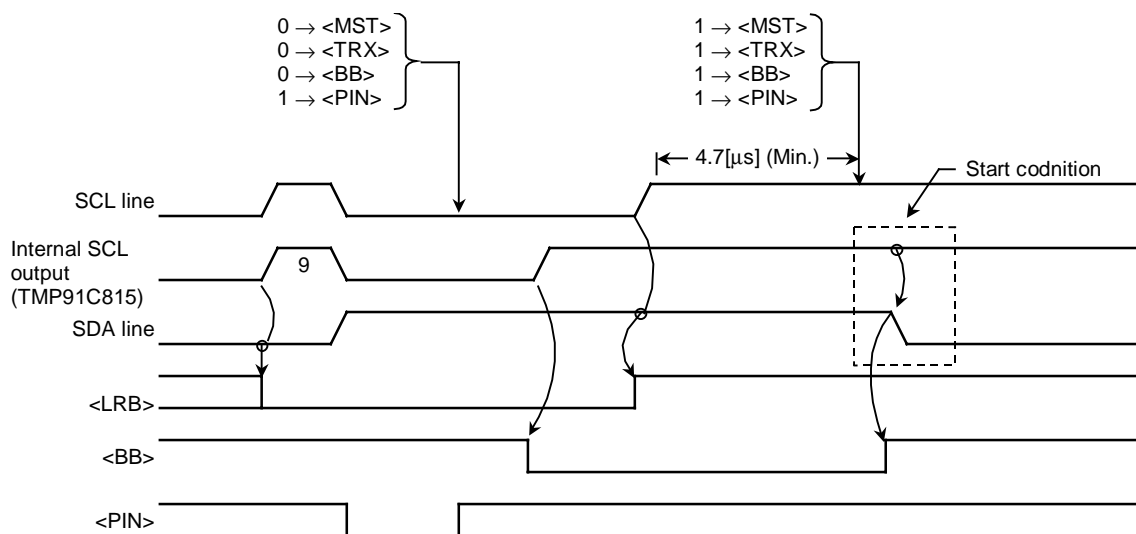 0 → <MST>
0 → <TRX>
0 → <BB>
1 → <PIN>
1 → <MST>
1 → <TRX>
1 → <BB>
1 → <PIN>
4.7[μs] (Min.)
Start codnition
SCL line
Internal SCL
output
(TMP91C815)
9
SDA line
<LRB>
<BB>
<PIN>